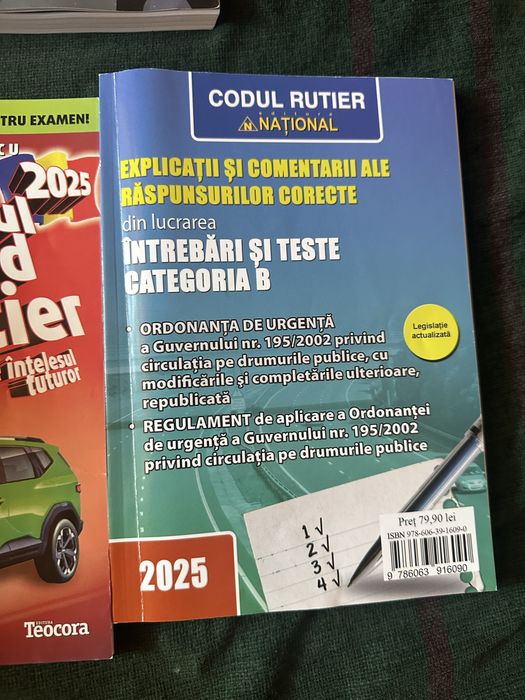 TRU EXAMEN!
CU
2025
înțelesul
tuturor
EDITURA
Teocora
CODUL RUTIER
editura
NAȚIONAL
EXPLICAȚII ȘI COMENTARII ALE
RĂSPUNSURILOR CORECTE
din lucrarea
ÎNTREBĂRI ȘI TESTE
CATEGORIA B
• ORDONANȚA DE URGENȚĂ
a Guvernului nr. 195/2002 privind
circulația pe drumurile publice, cu
modificările și completările ulterioare,
republicată
• REGULAMENT de aplicare a Ordonanței
de urgență a Guvernului nr. 195/2002
privind circulația pe drumurile publice
Legislație
actualizată
1 √
2 √
3 √
4 √
Preț 79,90 lei
ISBN 978-606-39-1609-0
9 786063 916090
2025